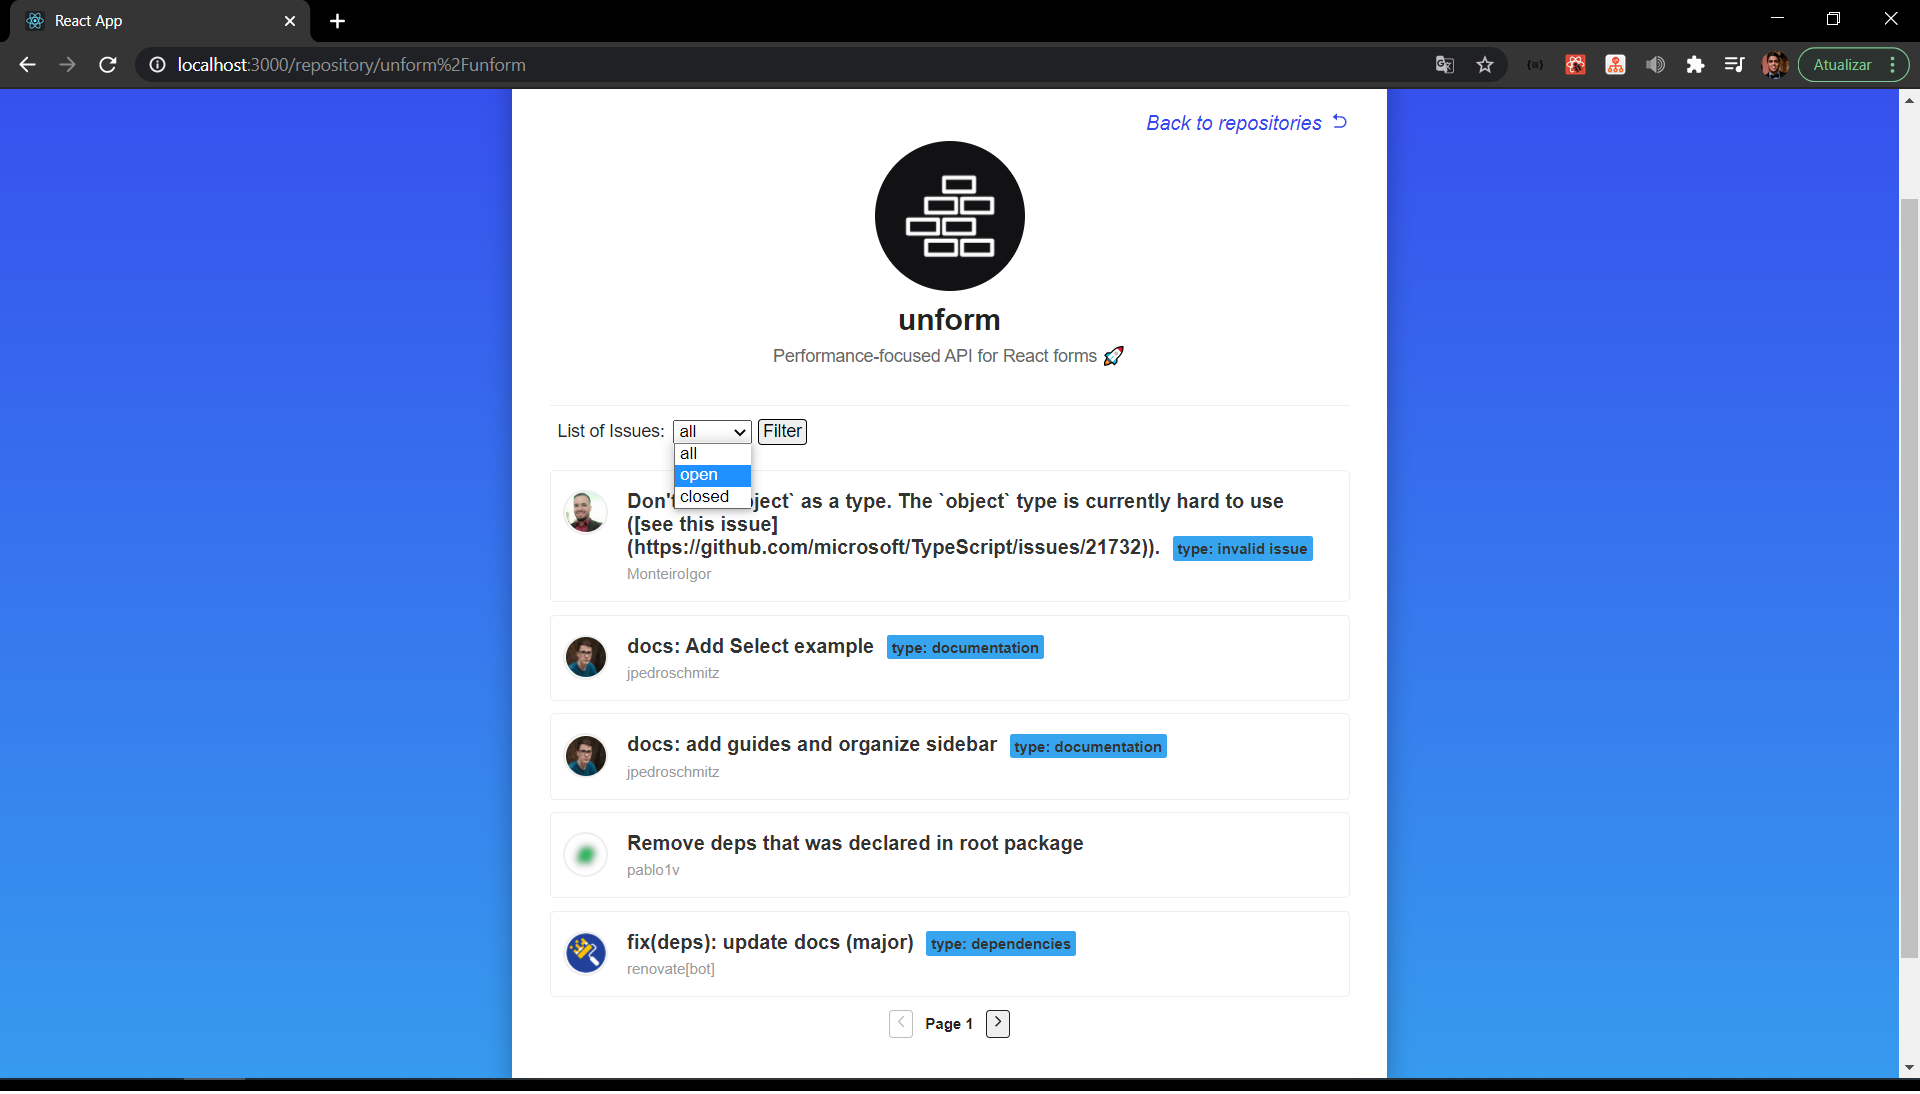 React App
localhost:3000/repository/unform%2Funform
Atualizar
Back to repositories
unform
Performance-focused API for React forms 🚀
List of Issues: all Filter
all
open
closed
Don't ject` as a type. The `object` type is currently hard to use
([see this issue]
(https://github.com/microsoft/TypeScript/issues/21732)). type: invalid issue
MonteiroIgor
docs: Add Select example type: documentation
jpedroschmitz
docs: add guides and organize sidebar type: documentation
jpedroschmitz
Remove deps that was declared in root package
pablo1v
fix(deps): update docs (major) type: dependencies
renovate[bot]
Page 1